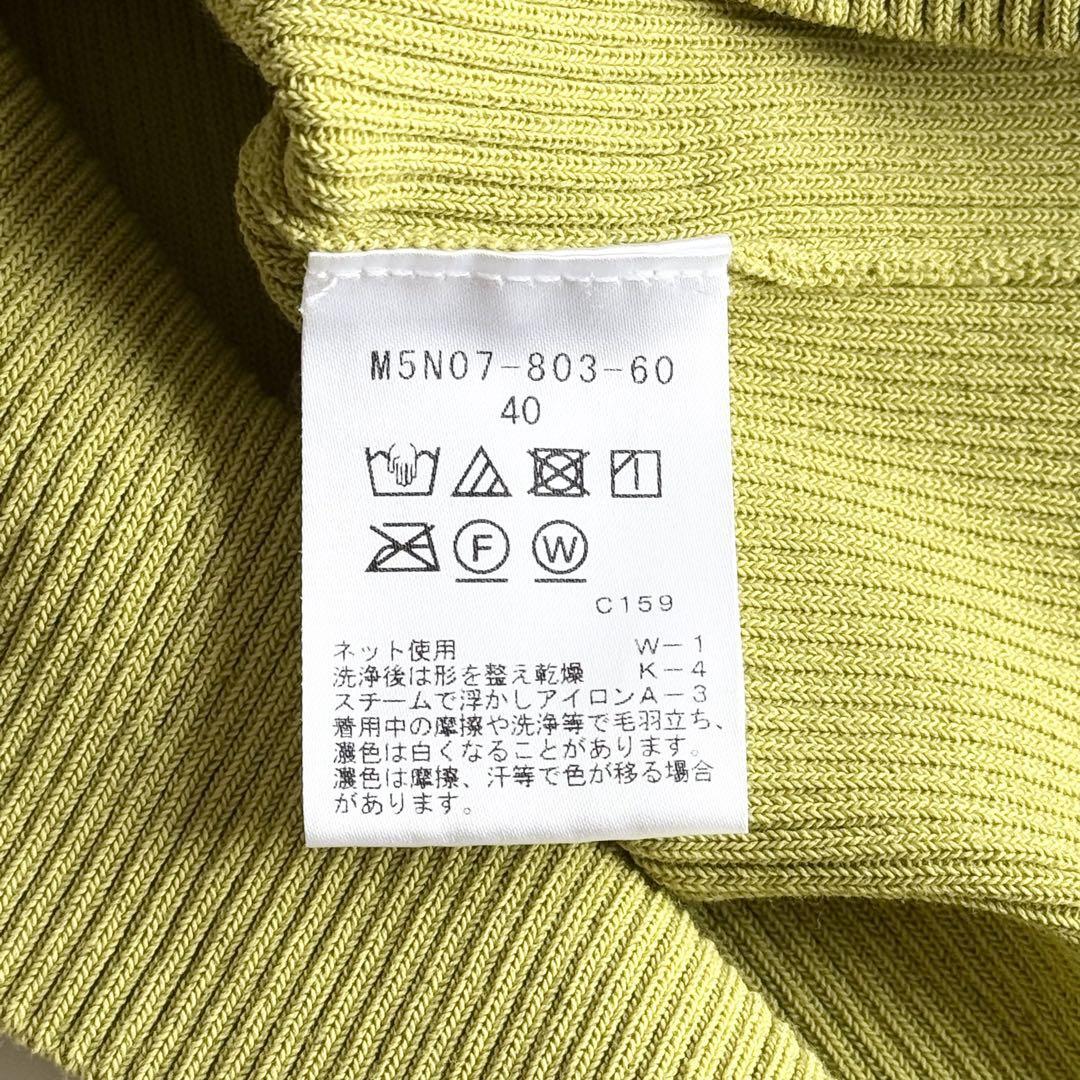 M5N07-803-60
40
F W
C159
ネット使用 W-1
洗浄後は形を整え乾燥 K-4
スチームで浮かしアイロン A-3
着用中の摩擦や洗浄等で毛羽立ち、
濃色は白くなることがあります。
濃色は摩擦、汗等で色が移る場合
があります。